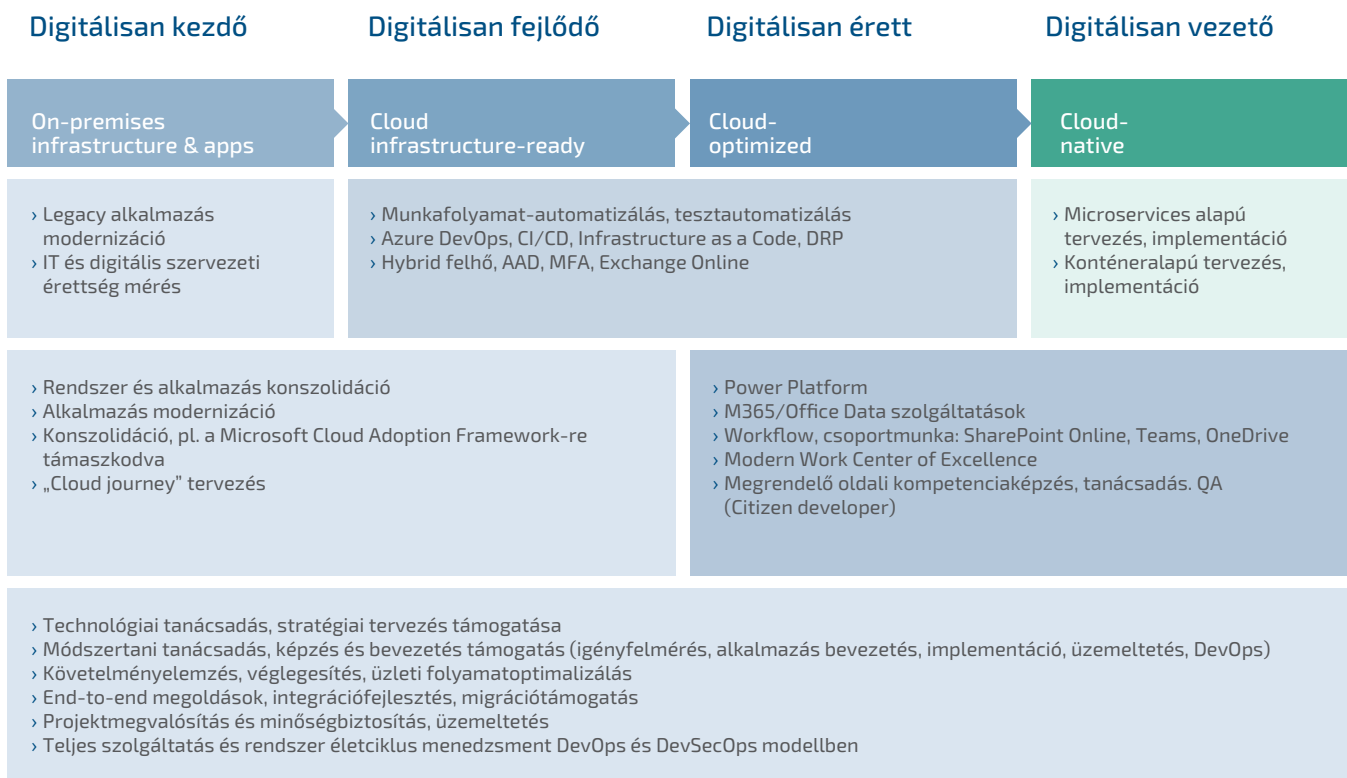 Digitálisan kezdő
Digitálisan fejlődő
Digitálisan érett
Digitálisan vezető
On-premises
infrastructure & apps
Cloud
infrastructure-ready
Cloud-
optimized
Cloud-
native
› Legacy alkalmazás
modernizáció
› IT és digitális szervezeti
érettség mérés
› Munkafolyamat-automatizálás, tesztautomatizálás
› Azure DevOps, CI/CD, Infrastructure as a Code, DRP
› Hybrid felhő, AAD, MFA, Exchange Online
› Microservices alapú
tervezés, implementáció
› Konténeralapú tervezés,
implementáció
› Rendszer és alkalmazás konszolidáció
› Alkalmazás modernizáció
› Konszolidáció, pl. a Microsoft Cloud Adoption Framework-re
támaszkodva
› „Cloud journey” tervezés
› Power Platform
› M365/Office Data szolgáltatások
› Workflow, csoportmunka: SharePoint Online, Teams, OneDrive
› Modern Work Center of Excellence
› Megrendelő oldali kompetenciaképzés, tanácsadás. QA
(Citizen developer)
› Technológiai tanácsadás, stratégiai tervezés támogatása
› Módszertani tanácsadás, képzés és bevezetés támogatás (igényfelmérés, alkalmazás bevezetés, implementáció, üzemeltetés, DevOps)
› Követelményelemzés, véglegesítés, üzleti folyamatoptimalizálás
› End-to-end megoldások, integrációfejlesztés, migrációtámogatás
› Projektmegvalósítás és minőségbiztosítás, üzemeltetés
› Teljes szolgáltatás és rendszer életciklus menedzsment DevOps és DevSecOps modellben